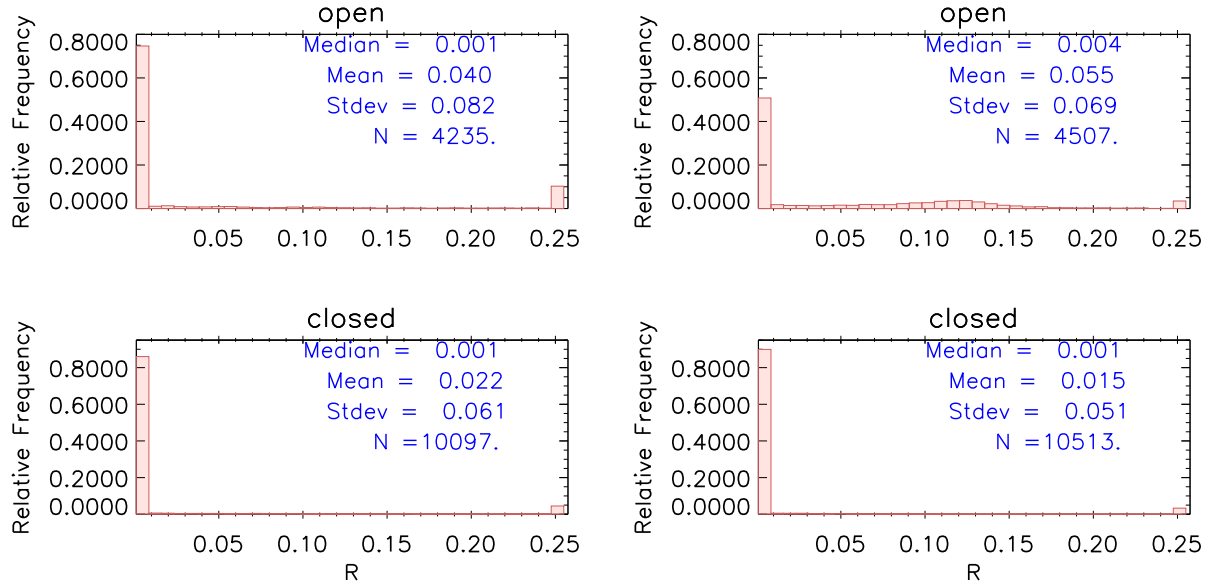 open
Relative Frequency
0.8000
0.6000
0.4000
0.2000
0.0000
Median = 0.001
Mean = 0.040
Stdev = 0.082
N = 4235.
0.05 0.10 0.15 0.20 0.25
open
Relative Frequency
0.8000
0.6000
0.4000
0.2000
0.0000
Median = 0.004
Mean = 0.055
Stdev = 0.069
N = 4507.
0.05 0.10 0.15 0.20 0.25
closed
Relative Frequency
0.8000
0.6000
0.4000
0.2000
0.0000
Median = 0.001
Mean = 0.022
Stdev = 0.061
N =10097.
0.05 0.10 0.15 0.20 0.25
R
closed
Relative Frequency
0.8000
0.6000
0.4000
0.2000
0.0000
Median = 0.001
Mean = 0.015
Stdev = 0.051
N =10513.
0.05 0.10 0.15 0.20 0.25
R